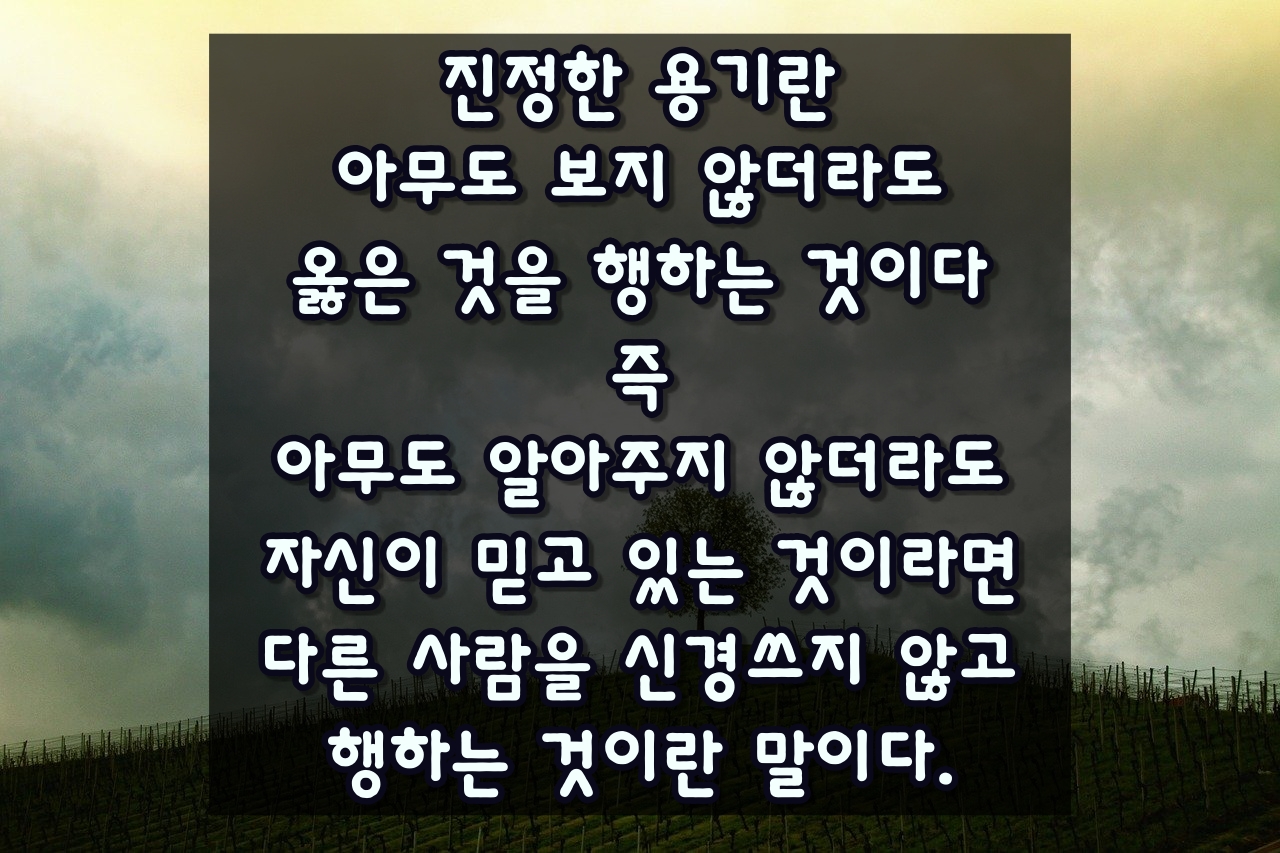 진정한 용기란
아무도 보지 않더라도
옳은 것을 행하는 것이다
즉
아무도 알아주지 않더라도
자신이 믿고 있는 것이라면
다른 사람을 신경쓰지 않고
행하는 것이란 말이다.